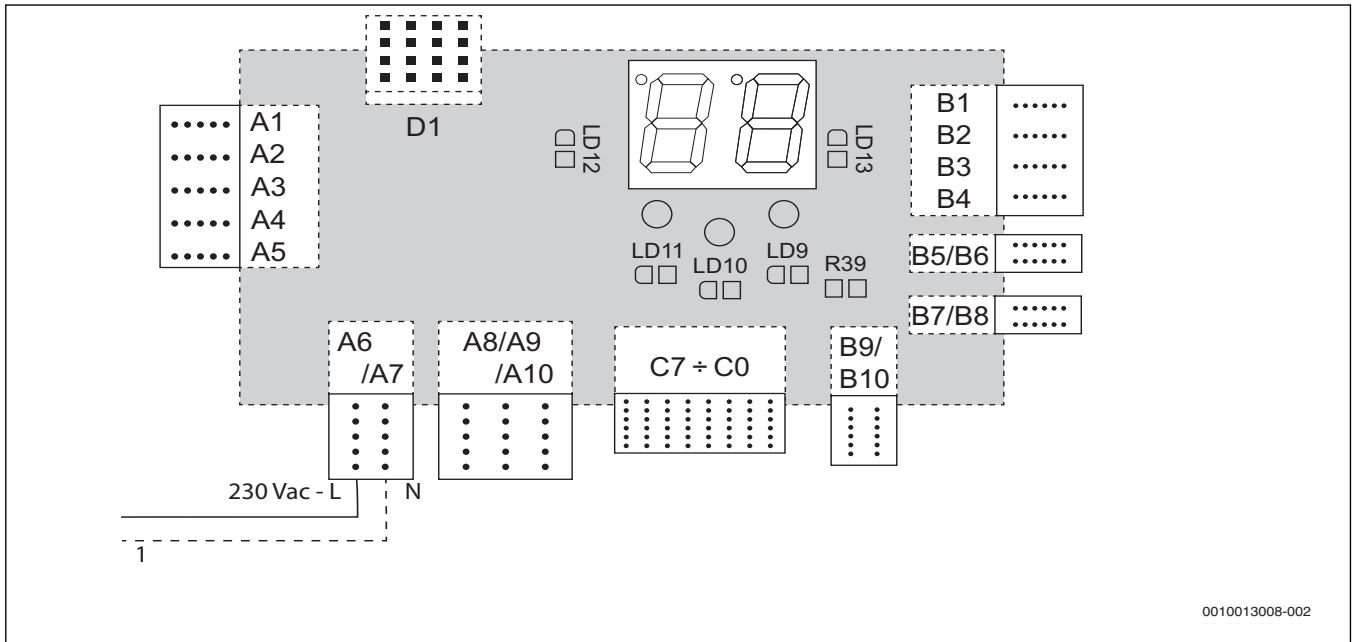 D1
A1
A2
A3
A4
A5
LD12
LD13
B1
B2
B3
B4
LD11
LD10
LD9
R39
B5/B6
B7/B8
A6
/A7
A8/A9
/A10
C7 ÷ C0
B9/
B10
230 Vac - L
N
1
0010013008-002